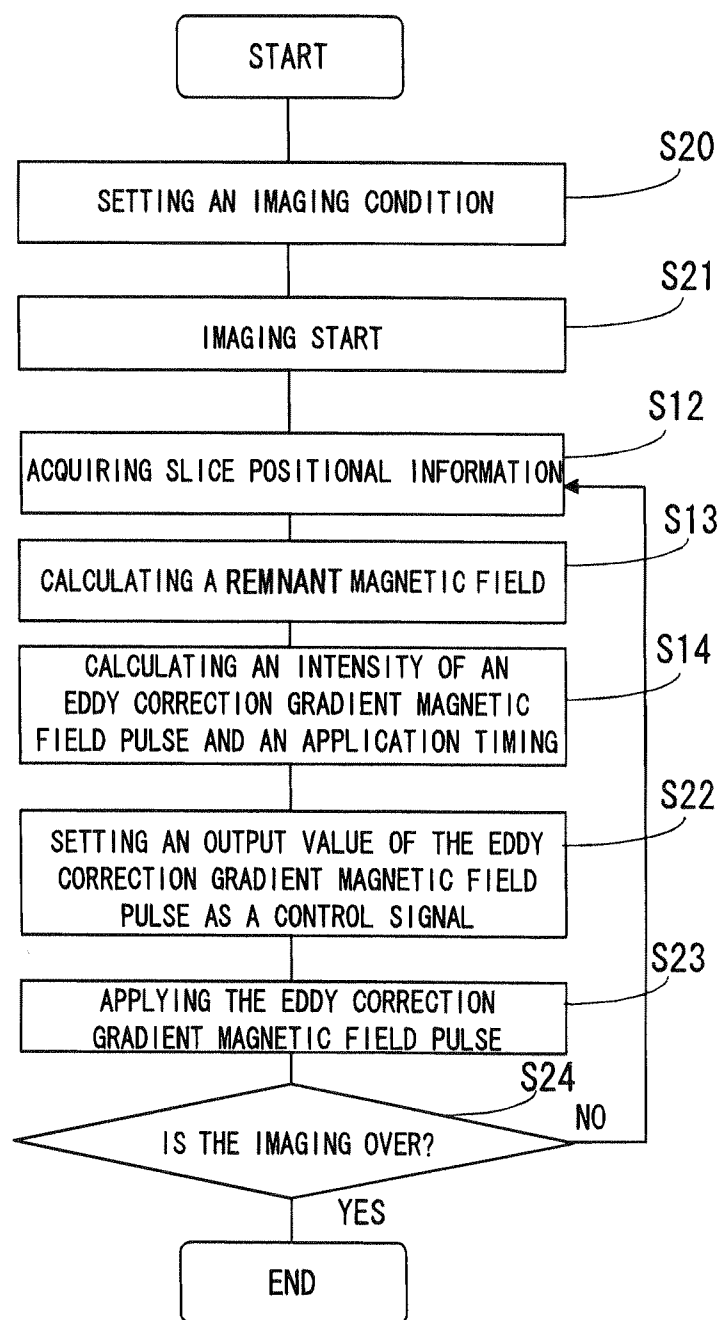 START
S20
SETTING AN IMAGING CONDITION
S21
IMAGING START
S12
ACQUIRING SLICE POSITIONAL INFORMATION
S13
CALCULATING A REMNANT MAGNETIC FIELD
S14
CALCULATING AN INTENSITY OF AN
EDDY CORRECTION GRADIENT MAGNETIC
FIELD PULSE AND AN APPLICATION TIMING
S22
SETTING AN OUTPUT VALUE OF THE EDDY
CORRECTION GRADIENT MAGNETIC FIELD
PULSE AS A CONTROL SIGNAL
S23
APPLYING THE EDDY CORRECTION
GRADIENT MAGNETIC FIELD PULSE
S24
IS THE IMAGING OVER?
NO
YES
END